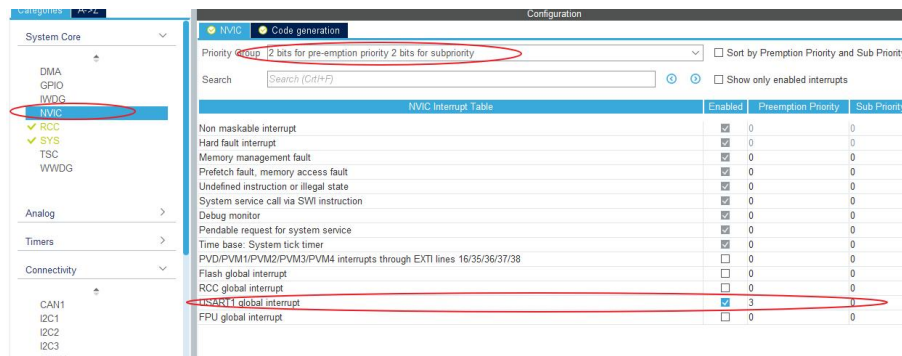 Categories A->Z
Configuration
System Core
NVIC Code generation
Priority Group 2 bits for pre-emption priority 2 bits for subpriority Sort by Premption Priority and Sub Priority
Search Search (Crtl+F) Show only enabled interrupts
DMA
GPIO
IWDG
NVIC
RCC
SYS
TSC
WWDG
Analog
Timers
Connectivity
CAN1
I2C1
I2C2
I2C3
NVIC Interrupt Table Enabled Preemption Priority Sub Priority
Non maskable interrupt 0 0
Hard fault interrupt 0 0
Memory management fault 0 0
Prefetch fault, memory access fault 0 0
Undefined instruction or illegal state 0 0
System service call via SWI instruction 0 0
Debug monitor 0 0
Pendable request for system service 0 0
Time base: System tick timer 0 0
PVD/PVM1/PVM2/PVM3/PVM4 interrupts through EXTI lines 16/35/36/37/38 0 0
Flash global interrupt 0 0
RCC global interrupt 0 0
USART1 global interrupt 3 0
FPU global interrupt 0 0